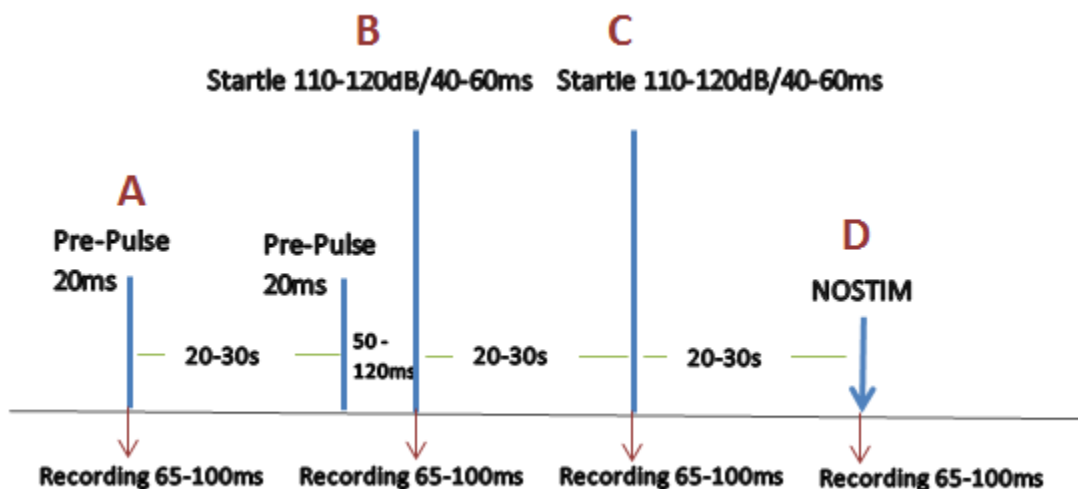 B
C
Startle 110-120dB/40-60ms
Startle 110-120dB/40-60ms
A
Pre-Pulse
20ms
Pre-Pulse
20ms
D
NOSTIM
20-30s
50 -
120ms
20-30s
20-30s
Recording 65-100ms
Recording 65-100ms
Recording 65-100ms
Recording 65-100ms